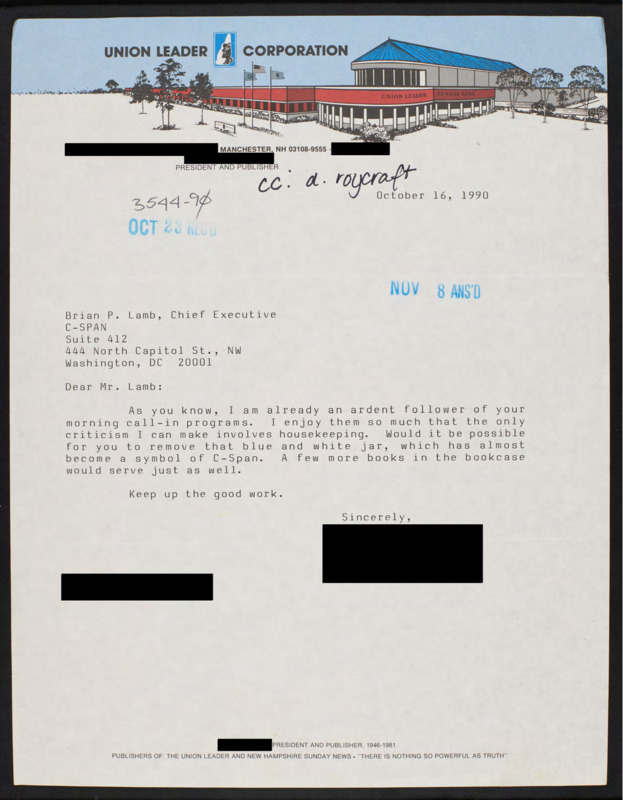 UNION LEADER CORPORATION
UNION LEADER
MANCHESTER, NH 03108-9555 -
PRESIDENT AND PUBLISHER
cc: d. roycraft
October 16, 1990
3544-90
OCT 23 REC'D
NOV 8 ANS'D
Brian P. Lamb, Chief Executive
C-SPAN
Suite 412
444 North Capitol St., NW
Washington, DC 20001
Dear Mr. Lamb:
As you know, I am already an ardent follower of your
morning call-in programs. I enjoy them so much that the only
criticism I can make involves housekeeping. Would it be possible
for you to remove that blue and white jar, which has almost
become a symbol of C-Span. A few more books in the bookcase
would serve just as well.
Keep up the good work.
Sincerely,
PRESIDENT AND PUBLISHER, 1946-1981
PUBLISHERS OF: THE UNION LEADER AND NEW HAMPSHIRE SUNDAY NEWS • "THERE IS NOTHING SO POWERFUL AS TRUTH"